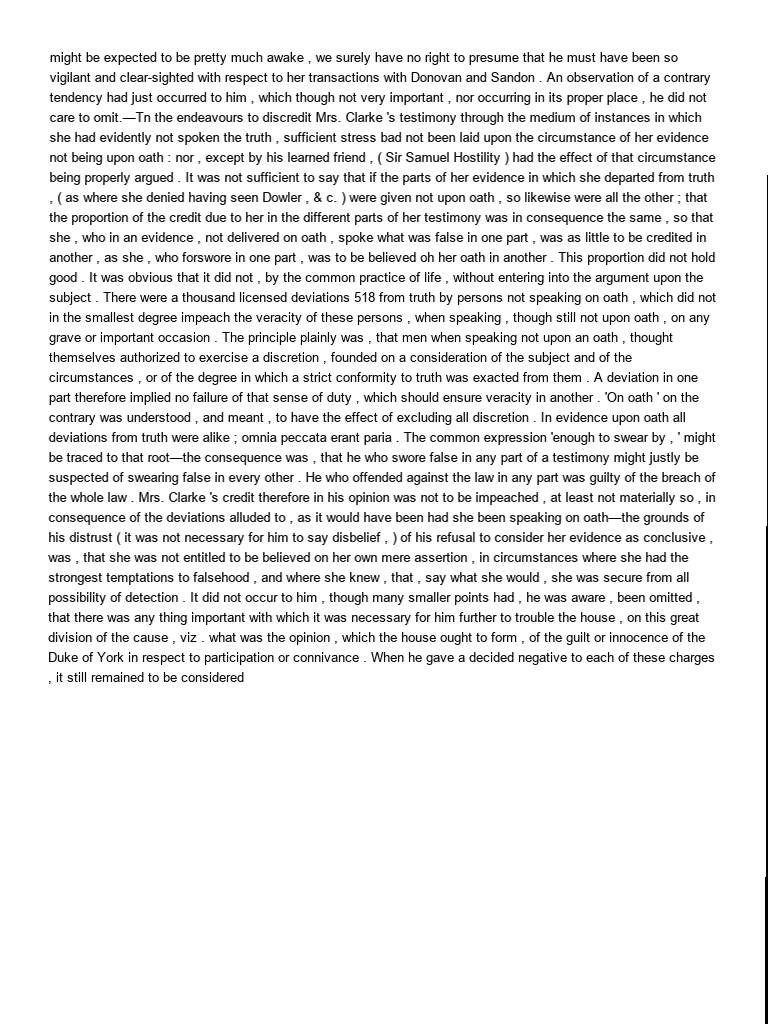 might be expected to be pretty much awake , we surely have no right to presume that he must have been so
vigilant and clear-sighted with respect to her transactions with Donovan and Sandon . An observation of a contrary
tendency had just occurred to him , which though not very important , nor occurring in its proper place , he did not
care to omit.—Tn the endeavours to discredit Mrs. Clarke 's testimony through the medium of instances in which
she had evidently not spoken the truth , sufficient stress bad not been laid upon the circumstance of her evidence
not being upon oath : nor , except by his learned friend , ( Sir Samuel Hostility ) had the effect of that circumstance
being properly argued . It was not sufficient to say that if the parts of her evidence in which she departed from truth
, ( as where she denied having seen Dowler , & c. ) were given not upon oath , so likewise were all the other ; that
the proportion of the credit due to her in the different parts of her testimony was in consequence the same , so that
she , who in an evidence , not delivered on oath , spoke what was false in one part , was as little to be credited in
another , as she , who forswore in one part , was to be believed oh her oath in another . This proportion did not hold
good . It was obvious that it did not , by the common practice of life , without entering into the argument upon the
subject . There were a thousand licensed deviations 518 from truth by persons not speaking on oath , which did not
in the smallest degree impeach the veracity of these persons , when speaking , though still not upon oath , on any
grave or important occasion . The principle plainly was , that men when speaking not upon an oath , thought
themselves authorized to exercise a discretion , founded on a consideration of the subject and of the
circumstances , or of the degree in which a strict conformity to truth was exacted from them . A deviation in one
part therefore implied no failure of that sense of duty , which should ensure veracity in another . 'On oath ' on the
contrary was understood , and meant , to have the effect of excluding all discretion . In evidence upon oath all
deviations from truth were alike ; omnia peccata erant paria . The common expression 'enough to swear by , ' might
be traced to that root—the consequence was , that he who swore false in any part of a testimony might justly be
suspected of swearing false in every other . He who offended against the law in any part was guilty of the breach of
the whole law . Mrs. Clarke 's credit therefore in his opinion was not to be impeached , at least not materially so , in
consequence of the deviations alluded to , as it would have been had she been speaking on oath—the grounds of
his distrust ( it was not necessary for him to say disbelief , ) of his refusal to consider her evidence as conclusive ,
was , that she was not entitled to be believed on her own mere assertion , in circumstances where she had the
strongest temptations to falsehood , and where she knew , that , say what she would , she was secure from all
possibility of detection . It did not occur to him , though many smaller points had , he was aware , been omitted ,
that there was any thing important with which it was necessary for him further to trouble the house , on this great
division of the cause , viz . what was the opinion , which the house ought to form , of the guilt or innocence of the
Duke of York in respect to participation or connivance . When he gave a decided negative to each of these charges
, it still remained to be considered